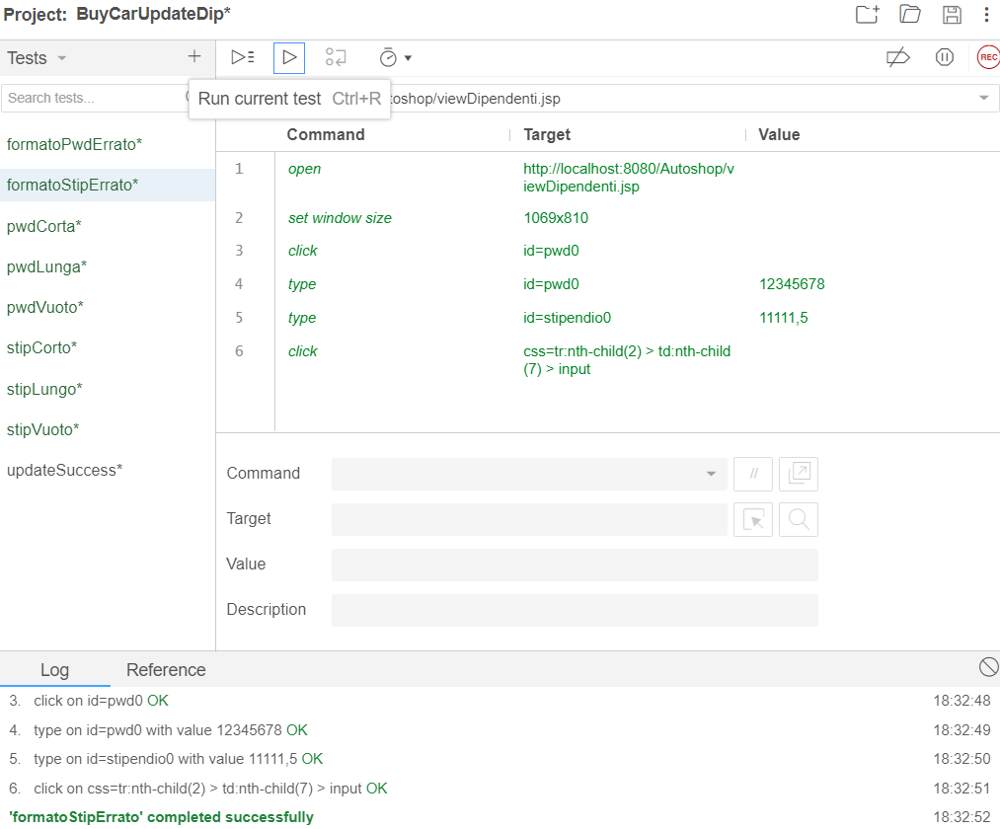 Project: BuyCarUpdateDip*
Tests
REC
Search tests...
Run current test Ctrl+R
toshop/viewDipendenti.jsp
Command Target Value
formatoPwdErrato*
formatoStipErrato*
pwdCorta*
pwdLunga*
pwdVuoto*
stipCorto*
stipLungo*
stipVuoto*
updateSuccess*
1 open http://localhost:8080/Autoshop/v
iewDipendenti.jsp
2 set window size 1069x810
3 click id=pwd0
4 type id=pwd0 12345678
5 type id=stipendio0 11111,5
6 click css=tr:nth-child(2) > td:nth-child
(7) > input
Command //
Target
Value
Description
Log Reference
3. click on id=pwd0 OK 18:32:48
4. type on id=pwd0 with value 12345678 OK 18:32:49
5. type on id=stipendio0 with value 11111,5 OK 18:32:50
6. click on css=tr:nth-child(2) > td:nth-child(7) > input OK 18:32:51
'formatoStipErrato' completed successfully 18:32:52